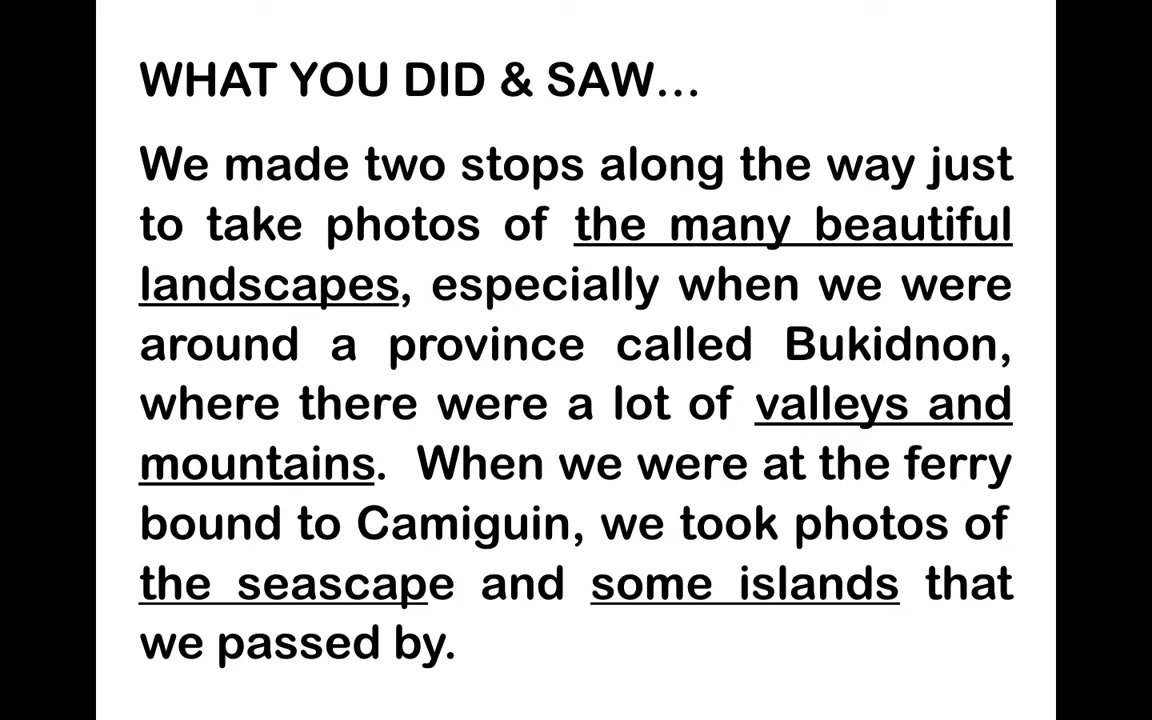 WHAT YOU DID & SAW...
We made two stops along the way just
to take photos of the many beautiful
landscapes, especially when we were
around a province called Bukidnon,
where there were a lot of valleys and
mountains. When we were at the ferry
bound to Camiguin, we took photos of
the seascape and some islands that
we passed by.